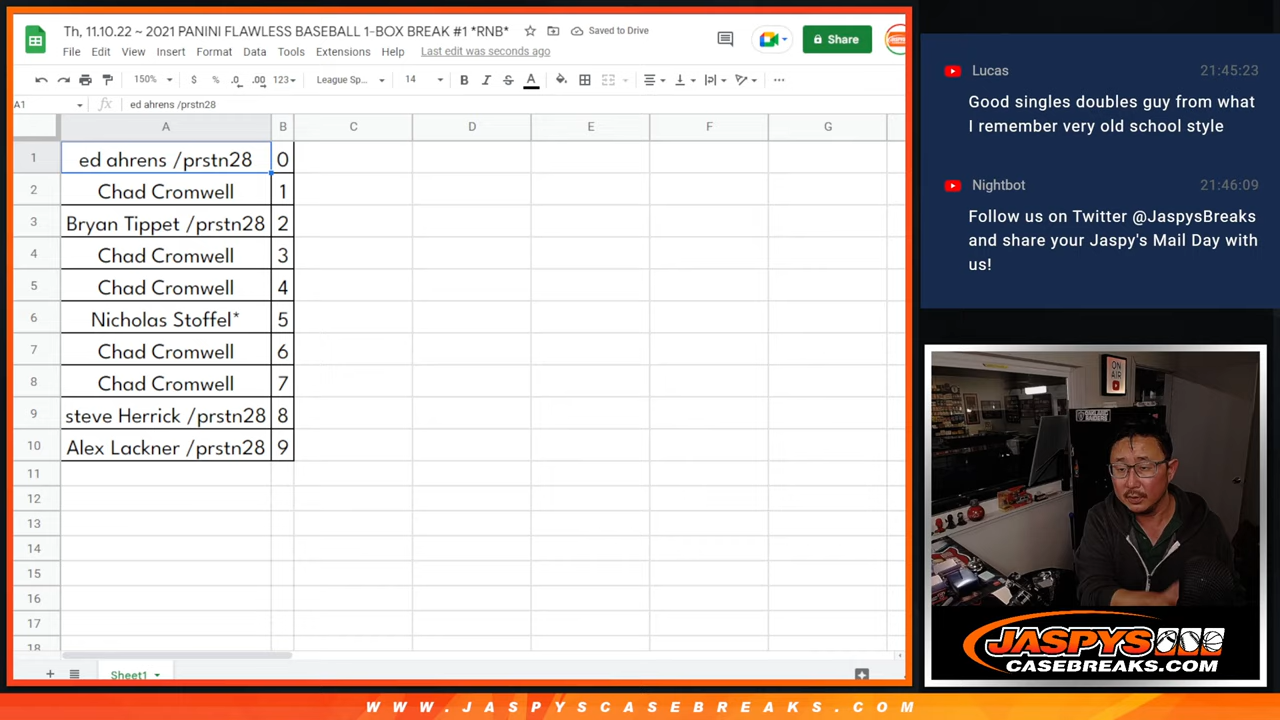 Th, 11.10.22 ~ 2021 PANINI FLAWLESS BASEBALL 1-BOX BREAK #1 *RNB*
Saved to Drive
File Edit View Insert Format Data Tools Extensions Help Last edit was seconds ago
Share
150% $ % .0 .00 123 League Sp... 14 B I S A
A1 fx ed ahrens /prstn28
A B C D E F G
1 ed ahrens /prstn28 0
2 Chad Cromwell 1
3 Bryan Tippet /prstn28 2
4 Chad Cromwell 3
5 Chad Cromwell 4
6 Nicholas Stoffel* 5
7 Chad Cromwell 6
8 Chad Cromwell 7
9 steve Herrick /prstn28 8
10 Alex Lackner /prstn28 9
11
12
13
14
15
16
17
18
Sheet1
Lucas 21:45:23
Good singles doubles guy from what
I remember very old school style
Nightbot 21:46:09
Follow us on Twitter @JaspysBreaks
and share your Jaspy's Mail Day with
us!
ON AIR
JASPYS
CASEBREAKS.COM
WWW.JASPYSCASEBREAKS.COM